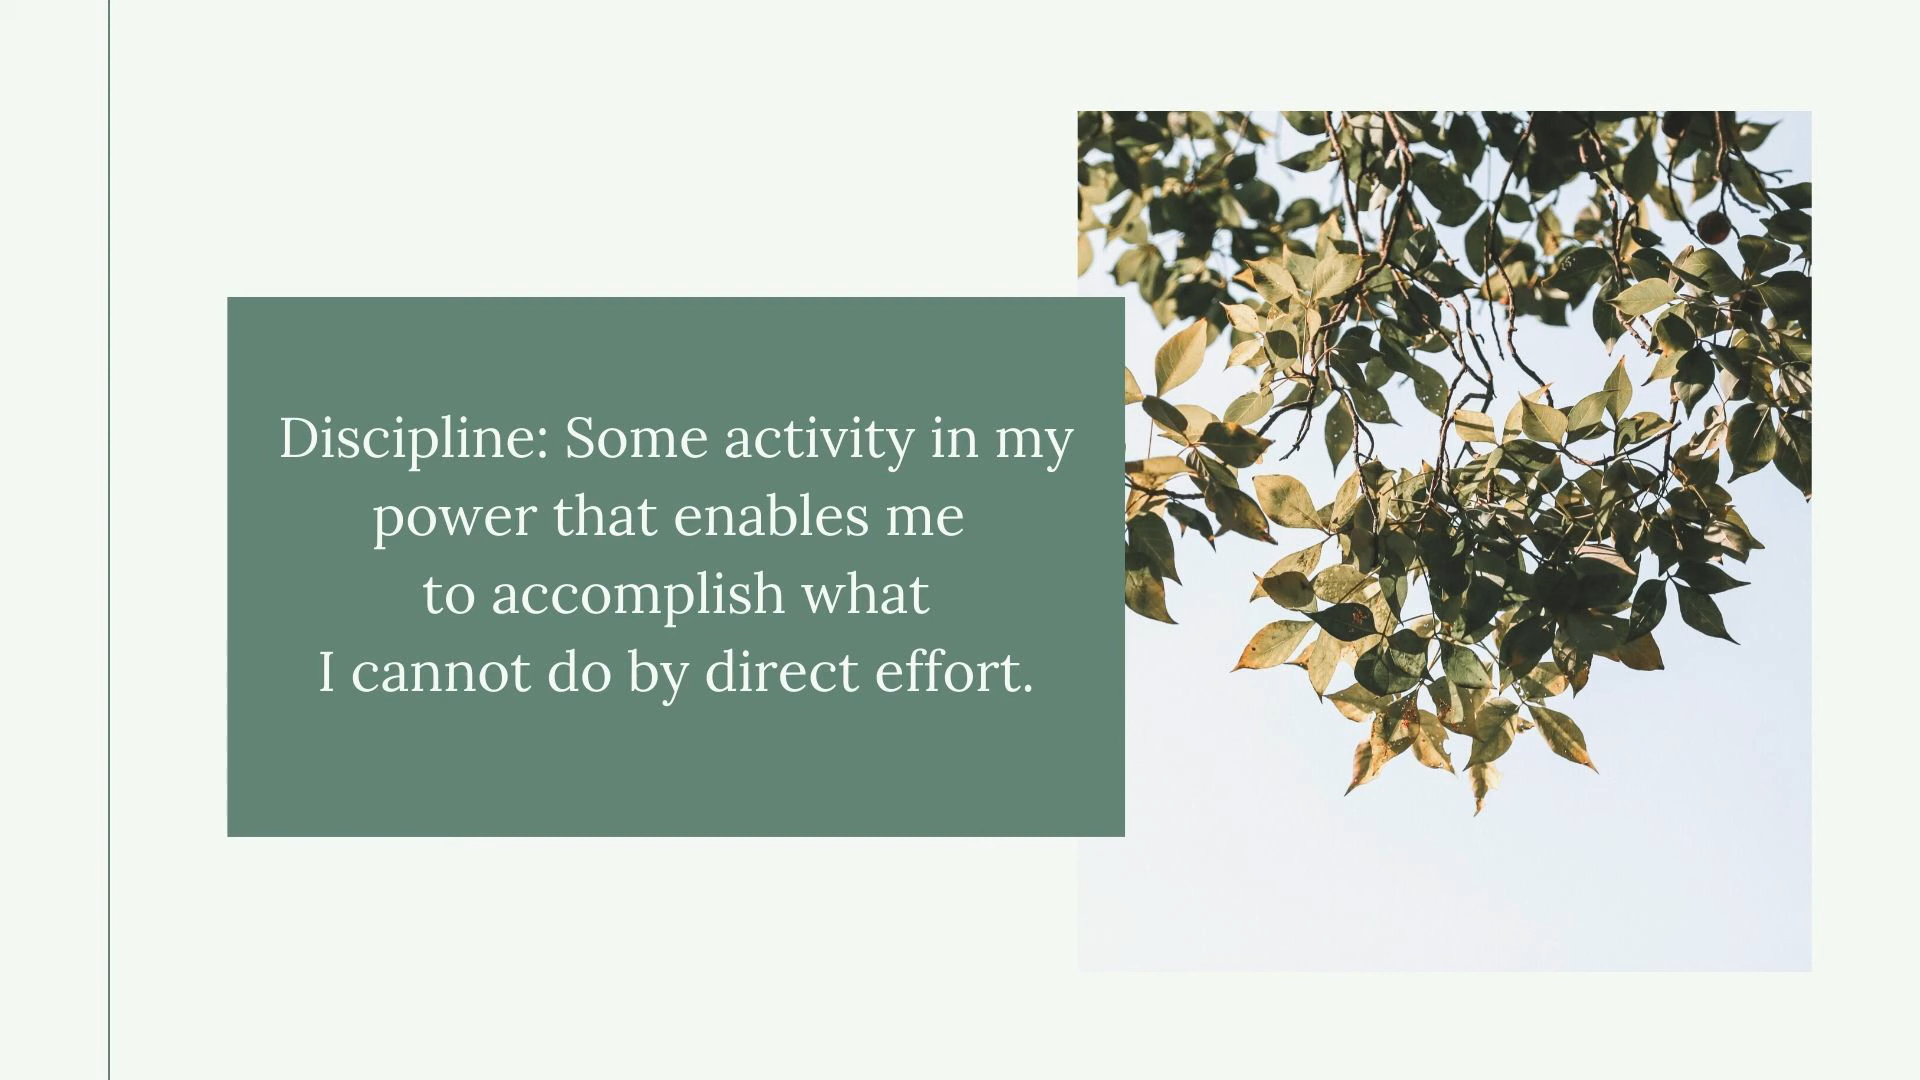 Discipline: Some activity in my
power that enables me
to accomplish what
I cannot do by direct effort.